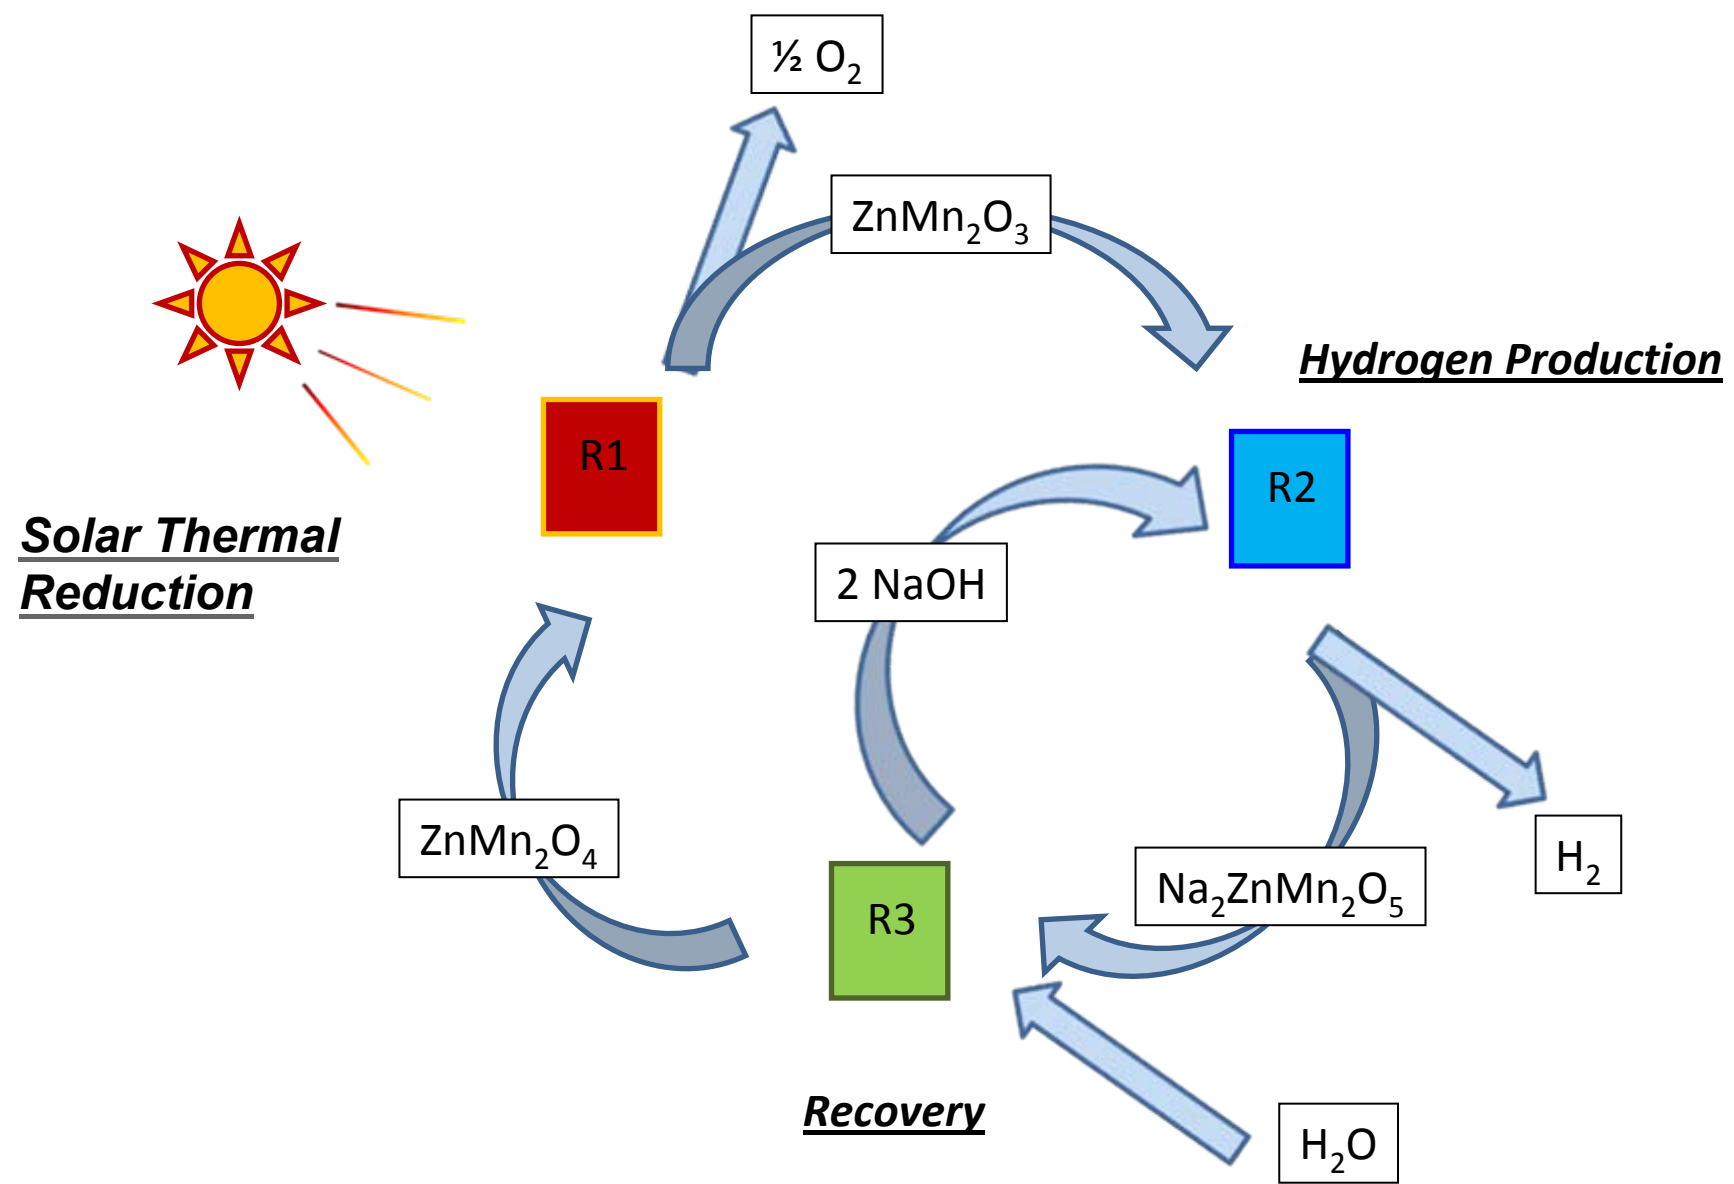 ½ O₂
ZnMn₂O₃
Hydrogen Production
R1
R2
Solar Thermal
Reduction
2 NaOH
ZnMn₂O₄
H₂
Na₂ZnMn₂O₅
R3
Recovery
H₂O